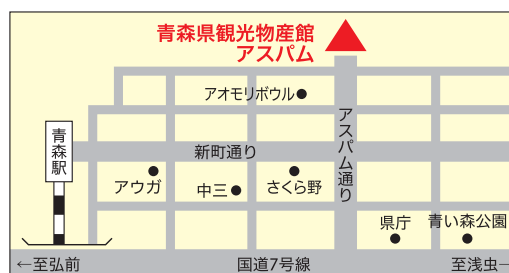 青森県観光物産館
アスパム
アオモリボウル
アスパム通り
青森駅
新町通り
アウガ
中三
さくら野
県庁
青い森公園
←至弘前
国道7号線
至浅虫→